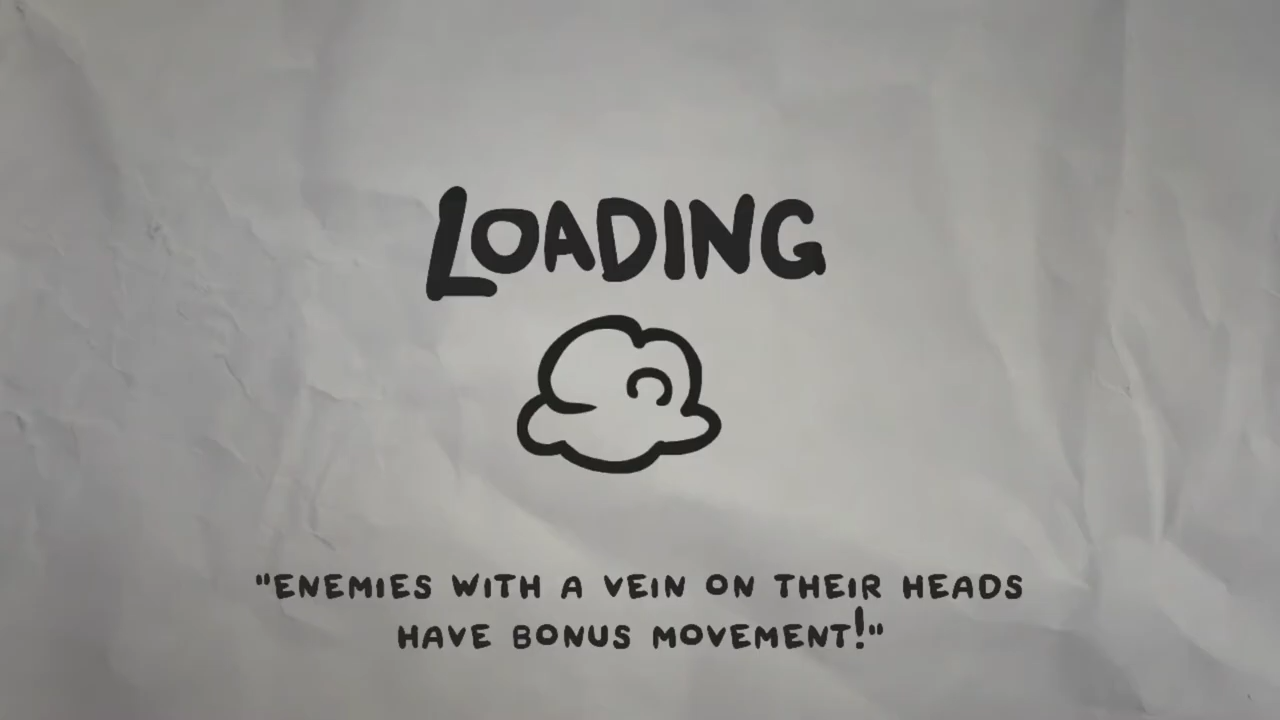 LOADING
"ENEMIES WITH A VEIN ON THEIR HEADS
HAVE BONUS MOVEMENT!"